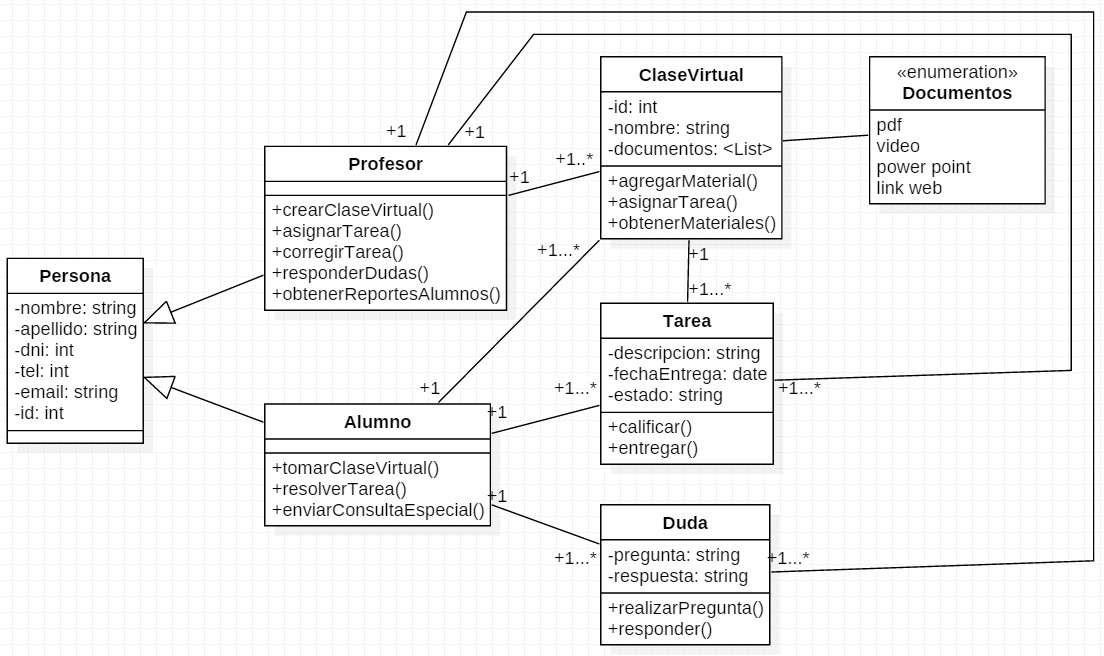 +1
+1
Profesor
+crearClaseVirtual()
+asignarTarea()
+corregirTarea()
+responderDudas()
+obtenerReportesAlumnos()
+1
+1..*
ClaseVirtual
-id: int
-nombre: string
-documentos: <List>
+agregarMaterial()
+asignarTarea()
+obtenerMateriales()
«enumeration»
Documentos
pdf
video
power point
link web
Persona
-nombre: string
-apellido: string
-dni: int
-tel: int
-email: string
-id: int
+1...*
+1
+1
+1...*
Tarea
-descripcion: string
-fechaEntrega: date
-estado: string
+calificar()
+entregar()
+1...*
+1...*
+1
Alumno
+tomarClaseVirtual()
+resolverTarea()
+enviarConsultaEspecial()
+1
+1...*
Duda
-pregunta: string
-respuesta: string
+realizarPregunta()
+responder()
+1...*